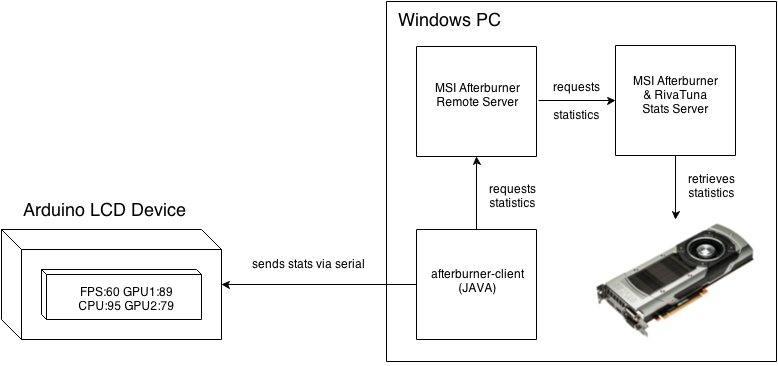 Windows PC
MSI Afterburner
Remote Server
requests
statistics
MSI Afterburner
& RivaTuna
Stats Server
requests
statistics
retrieves
statistics
Arduino LCD Device
FPS:60 GPU1:89
CPU:95 GPU2:79
sends stats via serial
afterburner-client
(JAVA)